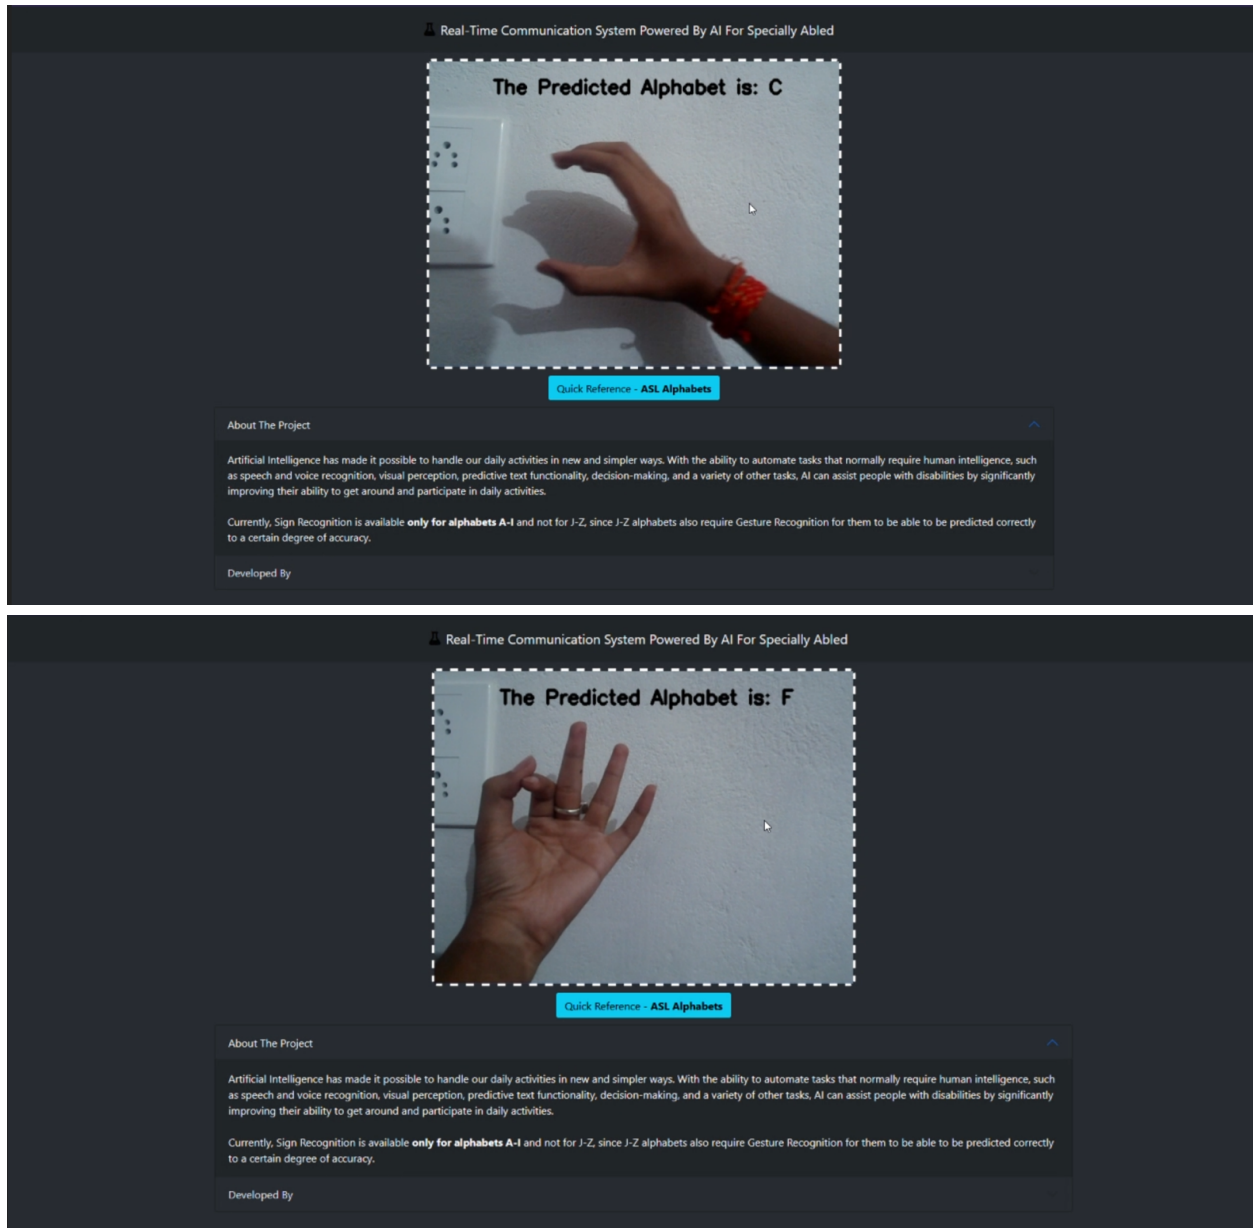 Real-Time Communication System Powered By AI For Specially Abled
The Predicted Alphabet is: C
Quick Reference - ASL Alphabets
About The Project
Artificial Intelligence has made it possible to handle our daily activities in new and simpler ways. With the ability to automate tasks that normally require human intelligence, such
as speech and voice recognition, visual perception, predictive text functionality, decision-making, and a variety of other tasks, AI can assist people with disabilities by significantly
improving their ability to get around and participate in daily activities.
Currently, Sign Recognition is available only for alphabets A-I and not for J-Z, since J-Z alphabets also require Gesture Recognition for them to be able to be predicted correctly
to a certain degree of accuracy.
Developed By
Real-Time Communication System Powered By AI For Specially Abled
The Predicted Alphabet is: F
Quick Reference - ASL Alphabets
About The Project
Artificial Intelligence has made it possible to handle our daily activities in new and simpler ways. With the ability to automate tasks that normally require human intelligence, such
as speech and voice recognition, visual perception, predictive text functionality, decision-making, and a variety of other tasks, AI can assist people with disabilities by significantly
improving their ability to get around and participate in daily activities.
Currently, Sign Recognition is available only for alphabets A-I and not for J-Z, since J-Z alphabets also require Gesture Recognition for them to be able to be predicted correctly
to a certain degree of accuracy.
Developed By